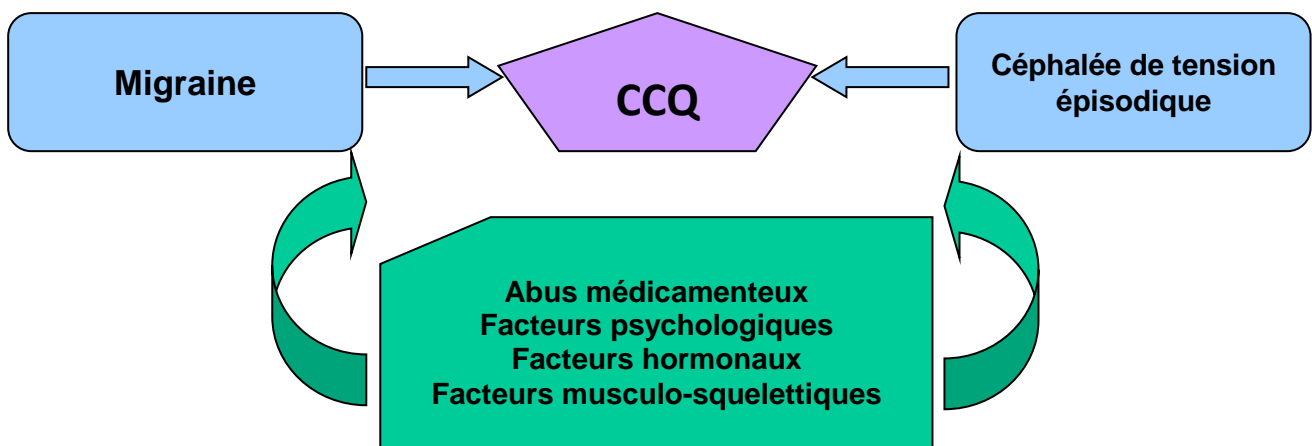 Migraine
CCQ
Céphalée de tension
épisodique
Abus médicamenteux
Facteurs psychologiques
Facteurs hormonaux
Facteurs musculo-squelettiques